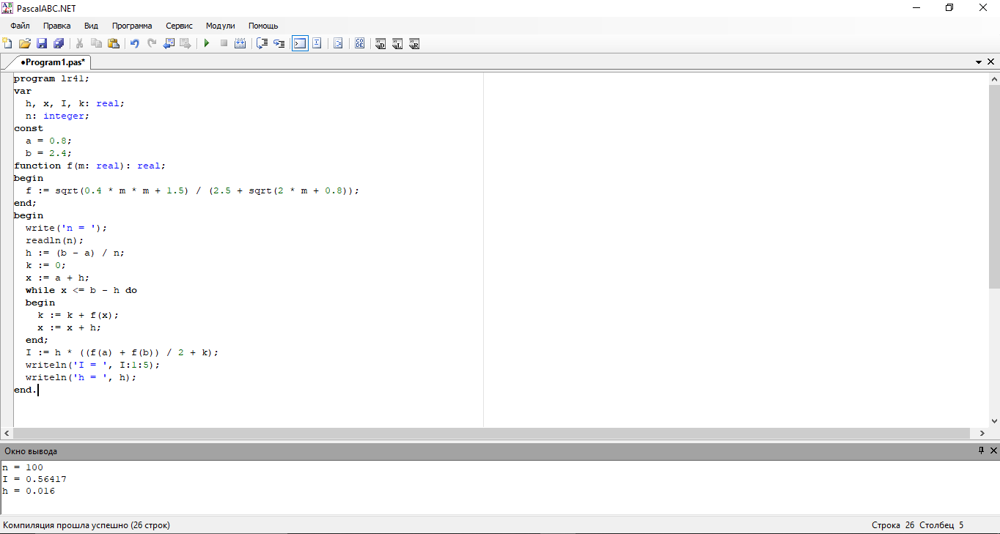 PascalABC.NET
Файл Правка Вид Программа Сервис Модули Помощь
•Program1.pas*
program lr41;
var
  h, x, I, k: real;
  n: integer;
const
  a = 0.8;
  b = 2.4;
function f(m: real): real;
begin
  f := sqrt(0.4 * m * m + 1.5) / (2.5 + sqrt(2 * m + 0.8));
end;
begin
  write('n = ');
  readln(n);
  h := (b - a) / n;
  k := 0;
  x := a + h;
  while x <= b - h do
  begin
    k := k + f(x);
    x := x + h;
  end;
  I := h * ((f(a) + f(b)) / 2 + k);
  writeln('I = ', I:1:5);
  writeln('h = ', h);
end.
Окно вывода
n = 100
I = 0.56417
h = 0.016
Компиляция прошла успешно (26 строк) Строка 26 Столбец 5